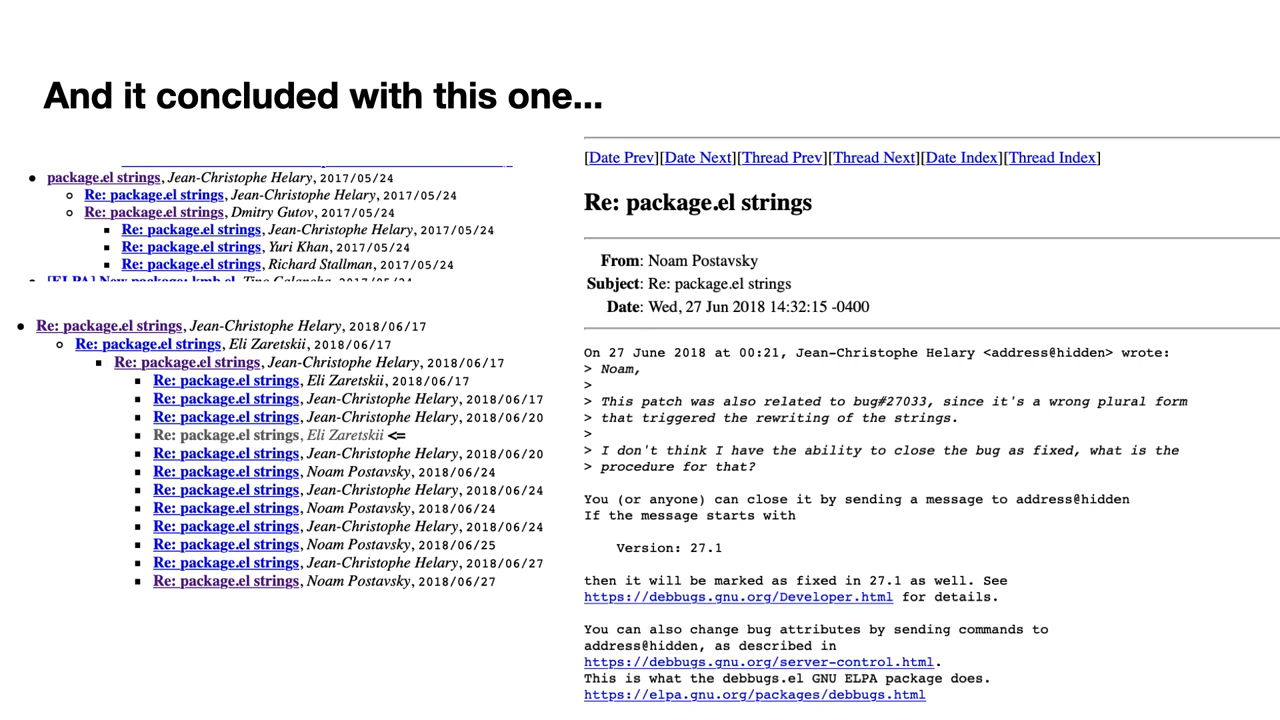 And it concluded with this one...
package.el strings, Jean-Christophe Helary, 2017/05/24
Re: package.el strings, Jean-Christophe Helary, 2017/05/24
Re: package.el strings, Dmitry Gutov, 2017/05/24
Re: package.el strings, Jean-Christophe Helary, 2017/05/24
Re: package.el strings, Yuri Khan, 2017/05/24
Re: package.el strings, Richard Stallman, 2017/05/24
Re: package.el strings, Jean-Christophe Helary, 2018/06/17
Re: package.el strings, Eli Zaretskii, 2018/06/17
Re: package.el strings, Jean-Christophe Helary, 2018/06/17
Re: package.el strings, Eli Zaretskii, 2018/06/17
Re: package.el strings, Jean-Christophe Helary, 2018/06/17
Re: package.el strings, Jean-Christophe Helary, 2018/06/20
Re: package.el strings, Eli Zaretskii <=
Re: package.el strings, Jean-Christophe Helary, 2018/06/20
Re: package.el strings, Noam Postavsky, 2018/06/24
Re: package.el strings, Jean-Christophe Helary, 2018/06/24
Re: package.el strings, Noam Postavsky, 2018/06/24
Re: package.el strings, Jean-Christophe Helary, 2018/06/24
Re: package.el strings, Noam Postavsky, 2018/06/25
Re: package.el strings, Jean-Christophe Helary, 2018/06/27
Re: package.el strings, Noam Postavsky, 2018/06/27
[Date Prev][Date Next][Thread Prev][Thread Next][Date Index][Thread Index]
Re: package.el strings
From: Noam Postavsky
Subject: Re: package.el strings
Date: Wed, 27 Jun 2018 14:32:15 -0400
On 27 June 2018 at 00:21, Jean-Christophe Helary <address@hidden> wrote:
> Noam,
>
> This patch was also related to bug#27033, since it's a wrong plural form
> that triggered the rewriting of the strings.
>
> I don't think I have the ability to close the bug as fixed, what is the
> procedure for that?
You (or anyone) can close it by sending a message to address@hidden
If the message starts with
Version: 27.1
then it will be marked as fixed in 27.1 as well. See
https://debbugs.gnu.org/Developer.html for details.
You can also change bug attributes by sending commands to
address@hidden, as described in
https://debbugs.gnu.org/server-control.html.
This is what the debbugs.el GNU ELPA package does.
https://elpa.gnu.org/packages/debbugs.html